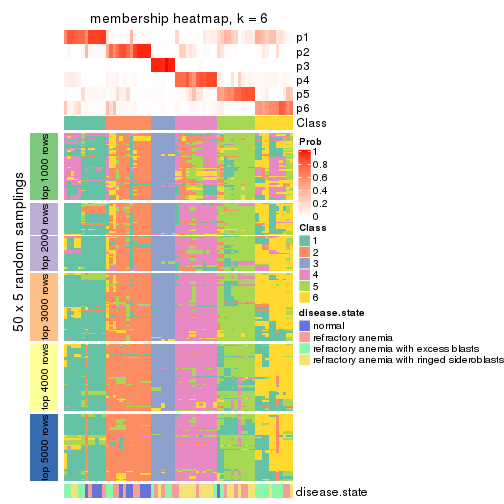 membership heatmap, k = 6
p1
p2
p3
p4
p5
p6
Class
50 x 5 random samplings
top 1000 rows
top 2000 rows
top 3000 rows
top 4000 rows
top 5000 rows
Prob
1
0.8
0.6
0.4
0.2
0
Class
1
2
3
4
5
6
disease.state
normal
refractory anemia
refractory anemia with excess blasts
refractory anemia with ringed sideroblasts
disease.state